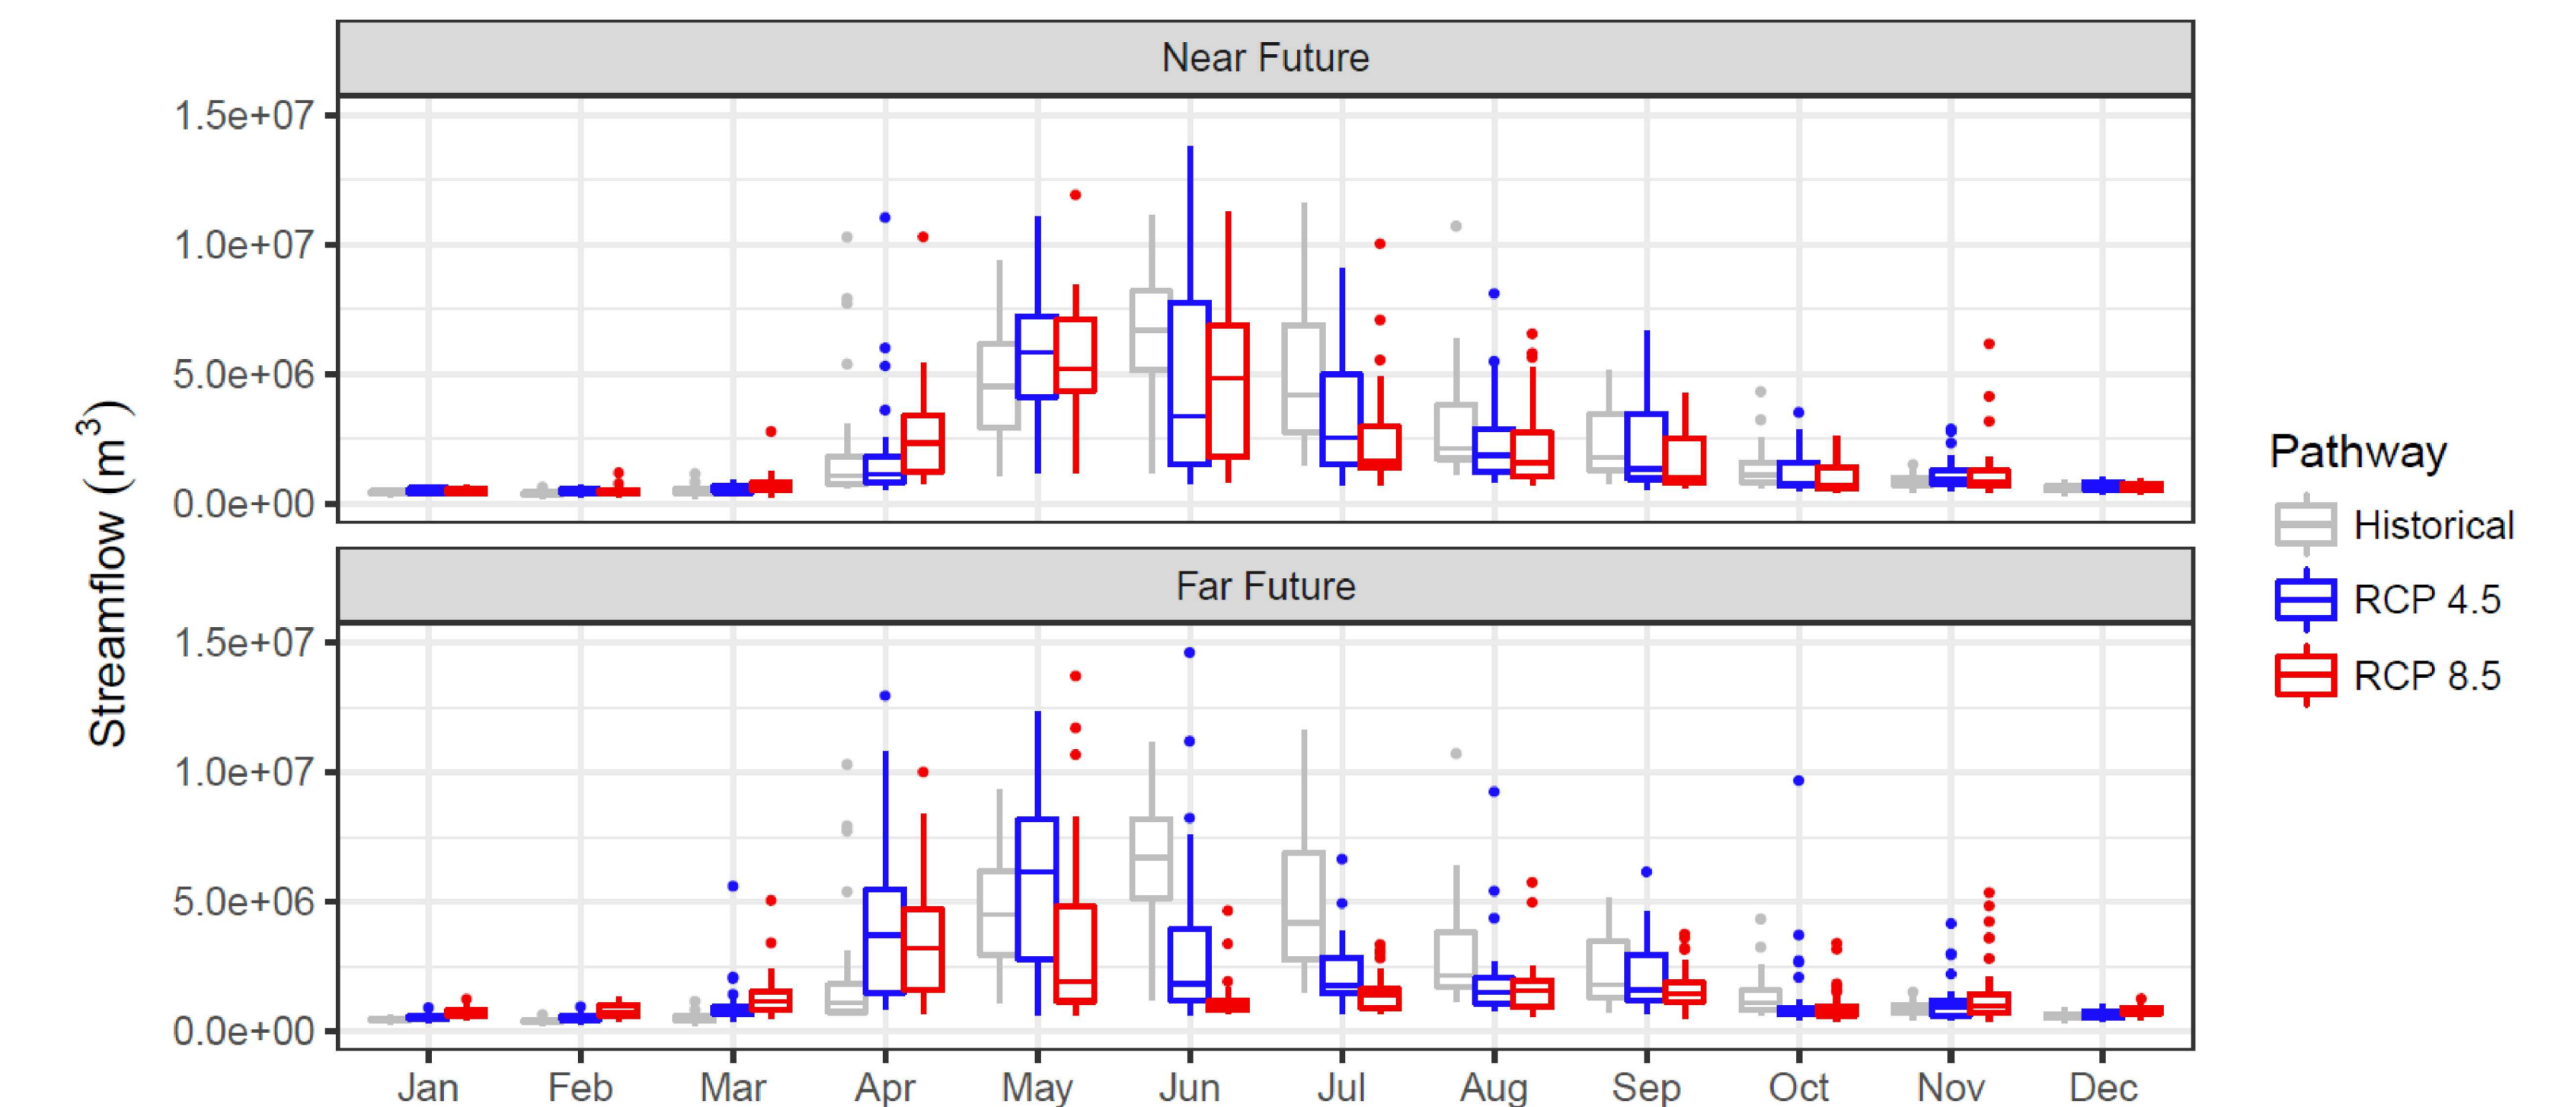 Near Future
1.5e+07
1.0e+07
5.0e+06
0.0e+00
Streamflow (m³)
Far Future
1.5e+07
1.0e+07
5.0e+06
0.0e+00
Jan Feb Mar Apr May Jun Jul Aug Sep Oct Nov Dec
Pathway
Historical
RCP 4.5
RCP 8.5